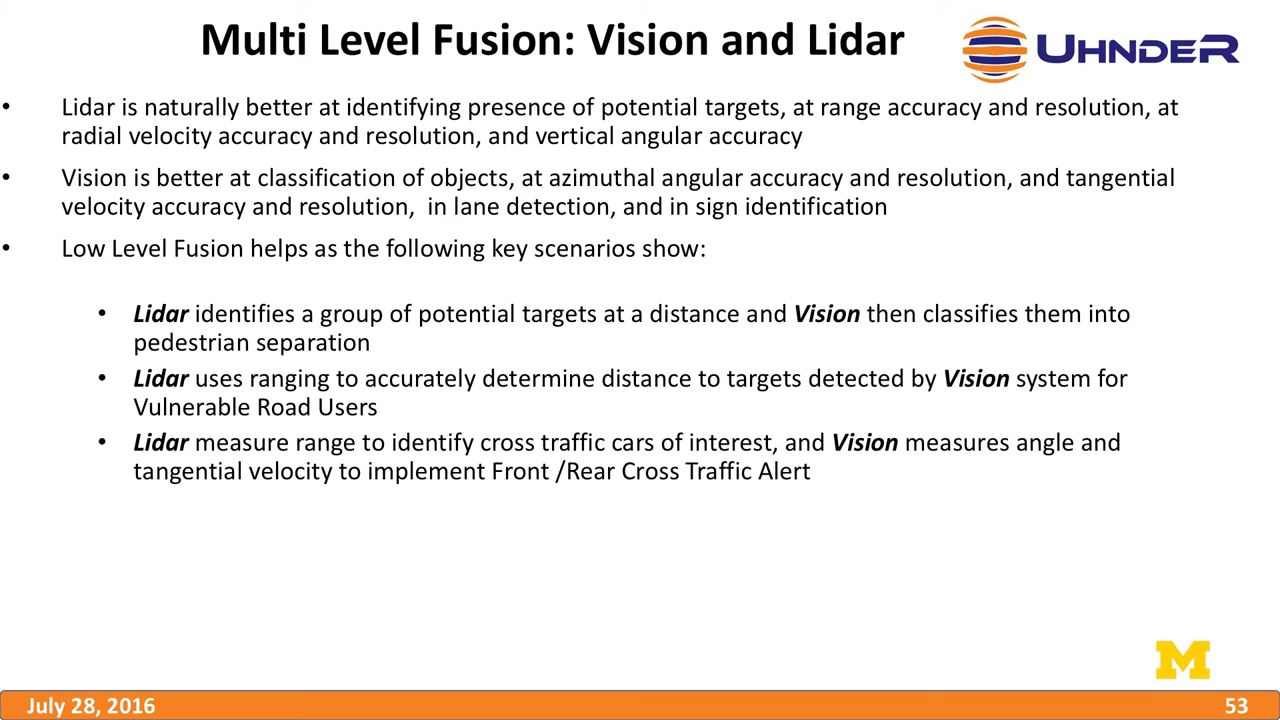 Multi Level Fusion: Vision and Lidar
UHNDER
• Lidar is naturally better at identifying presence of potential targets, at range accuracy and resolution, at
radial velocity accuracy and resolution, and vertical angular accuracy
• Vision is better at classification of objects, at azimuthal angular accuracy and resolution, and tangential
velocity accuracy and resolution,  in lane detection, and in sign identification
• Low Level Fusion helps as the following key scenarios show:
• Lidar identifies a group of potential targets at a distance and Vision then classifies them into
pedestrian separation
• Lidar uses ranging to accurately determine distance to targets detected by Vision system for
Vulnerable Road Users
• Lidar measure range to identify cross traffic cars of interest, and Vision measures angle and
tangential velocity to implement Front /Rear Cross Traffic Alert
M
July 28, 2016
53